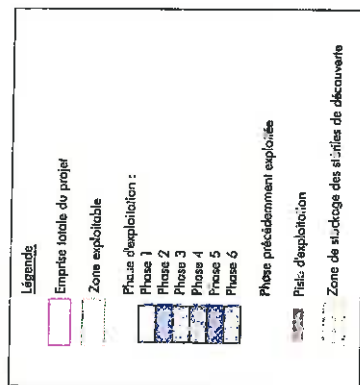 Légende
Emprise totale du projet
Zone exploitable
Phase d'exploitation :
Phase 1
Phase 2
Phase 3
Phase 4
Phase 5
Phase 6
Phase précédemment exploitée
Piste d'exploitation
Zone de stockage des stériles de découverte